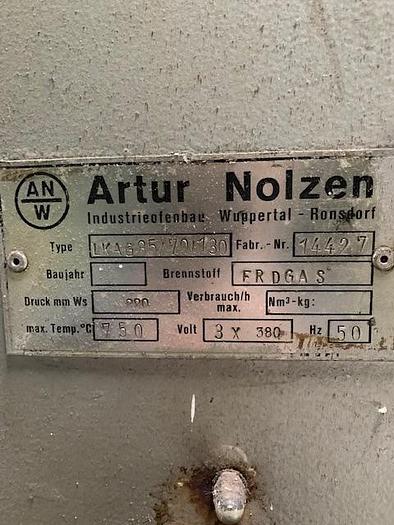 AN
W
Artur Nolzen
Industrieofenbau Wuppertal - Ronsdorf
Type Fabr.-Nr. 14427
Baujahr Brennstoff ERDGAS
Druck mm Ws Verbrauch/h max. Nm³-kg:
max. Temp.°C 750 Volt 3 X 380 Hz 50